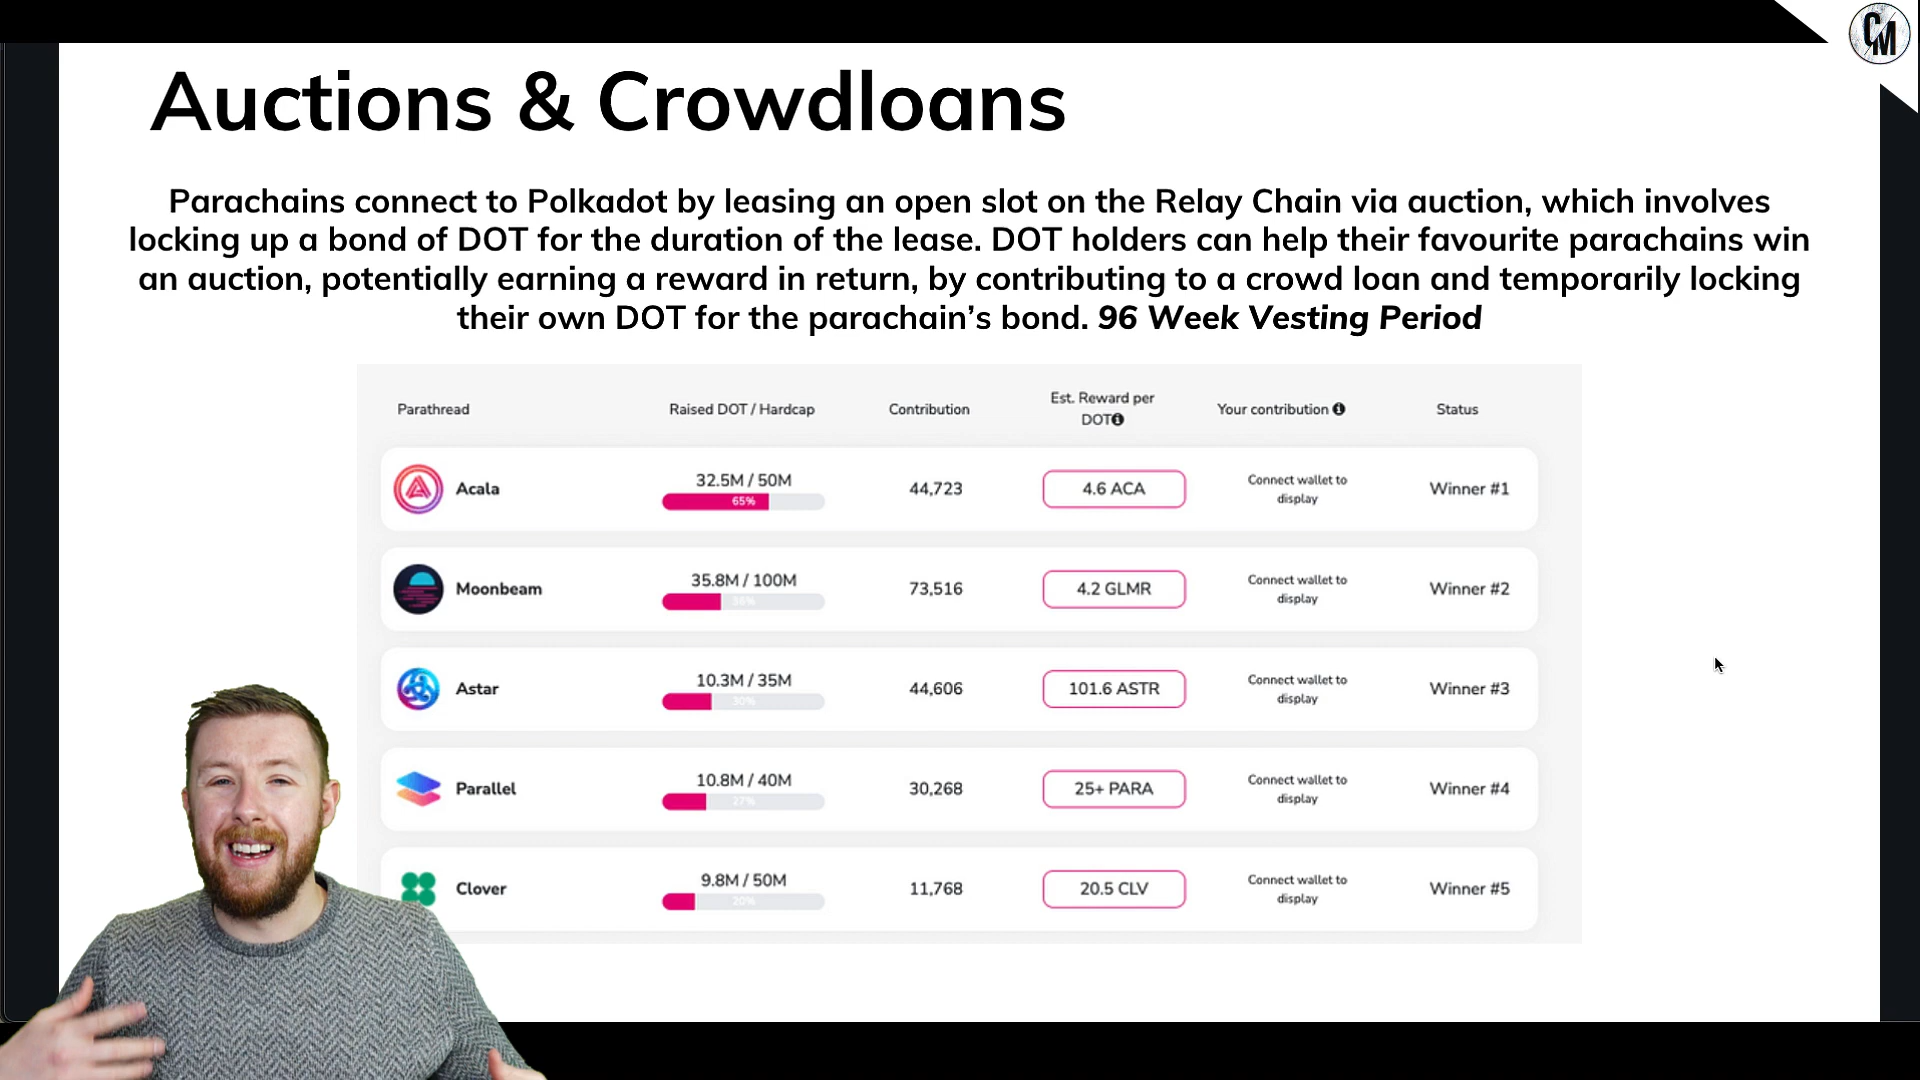 CM
Auctions & Crowdloans
Parachains connect to Polkadot by leasing an open slot on the Relay Chain via auction, which involves
locking up a bond of DOT for the duration of the lease. DOT holders can help their favourite parachains win
an auction, potentially earning a reward in return, by contributing to a crowd loan and temporarily locking
their own DOT for the parachain’s bond. 96 Week Vesting Period
Parathread Raised DOT / Hardcap Contribution Est. Reward per DOT Your contribution Status
Acala 32.5M / 50M 65% 44,723 4.6 ACA Connect wallet to display Winner #1
Moonbeam 35.8M / 100M 36% 73,516 4.2 GLMR Connect wallet to display Winner #2
Astar 10.3M / 35M 30% 44,606 101.6 ASTR Connect wallet to display Winner #3
Parallel 10.8M / 40M 27% 30,268 25+ PARA Connect wallet to display Winner #4
Clover 9.8M / 50M 20% 11,768 20.5 CLV Connect wallet to display Winner #5